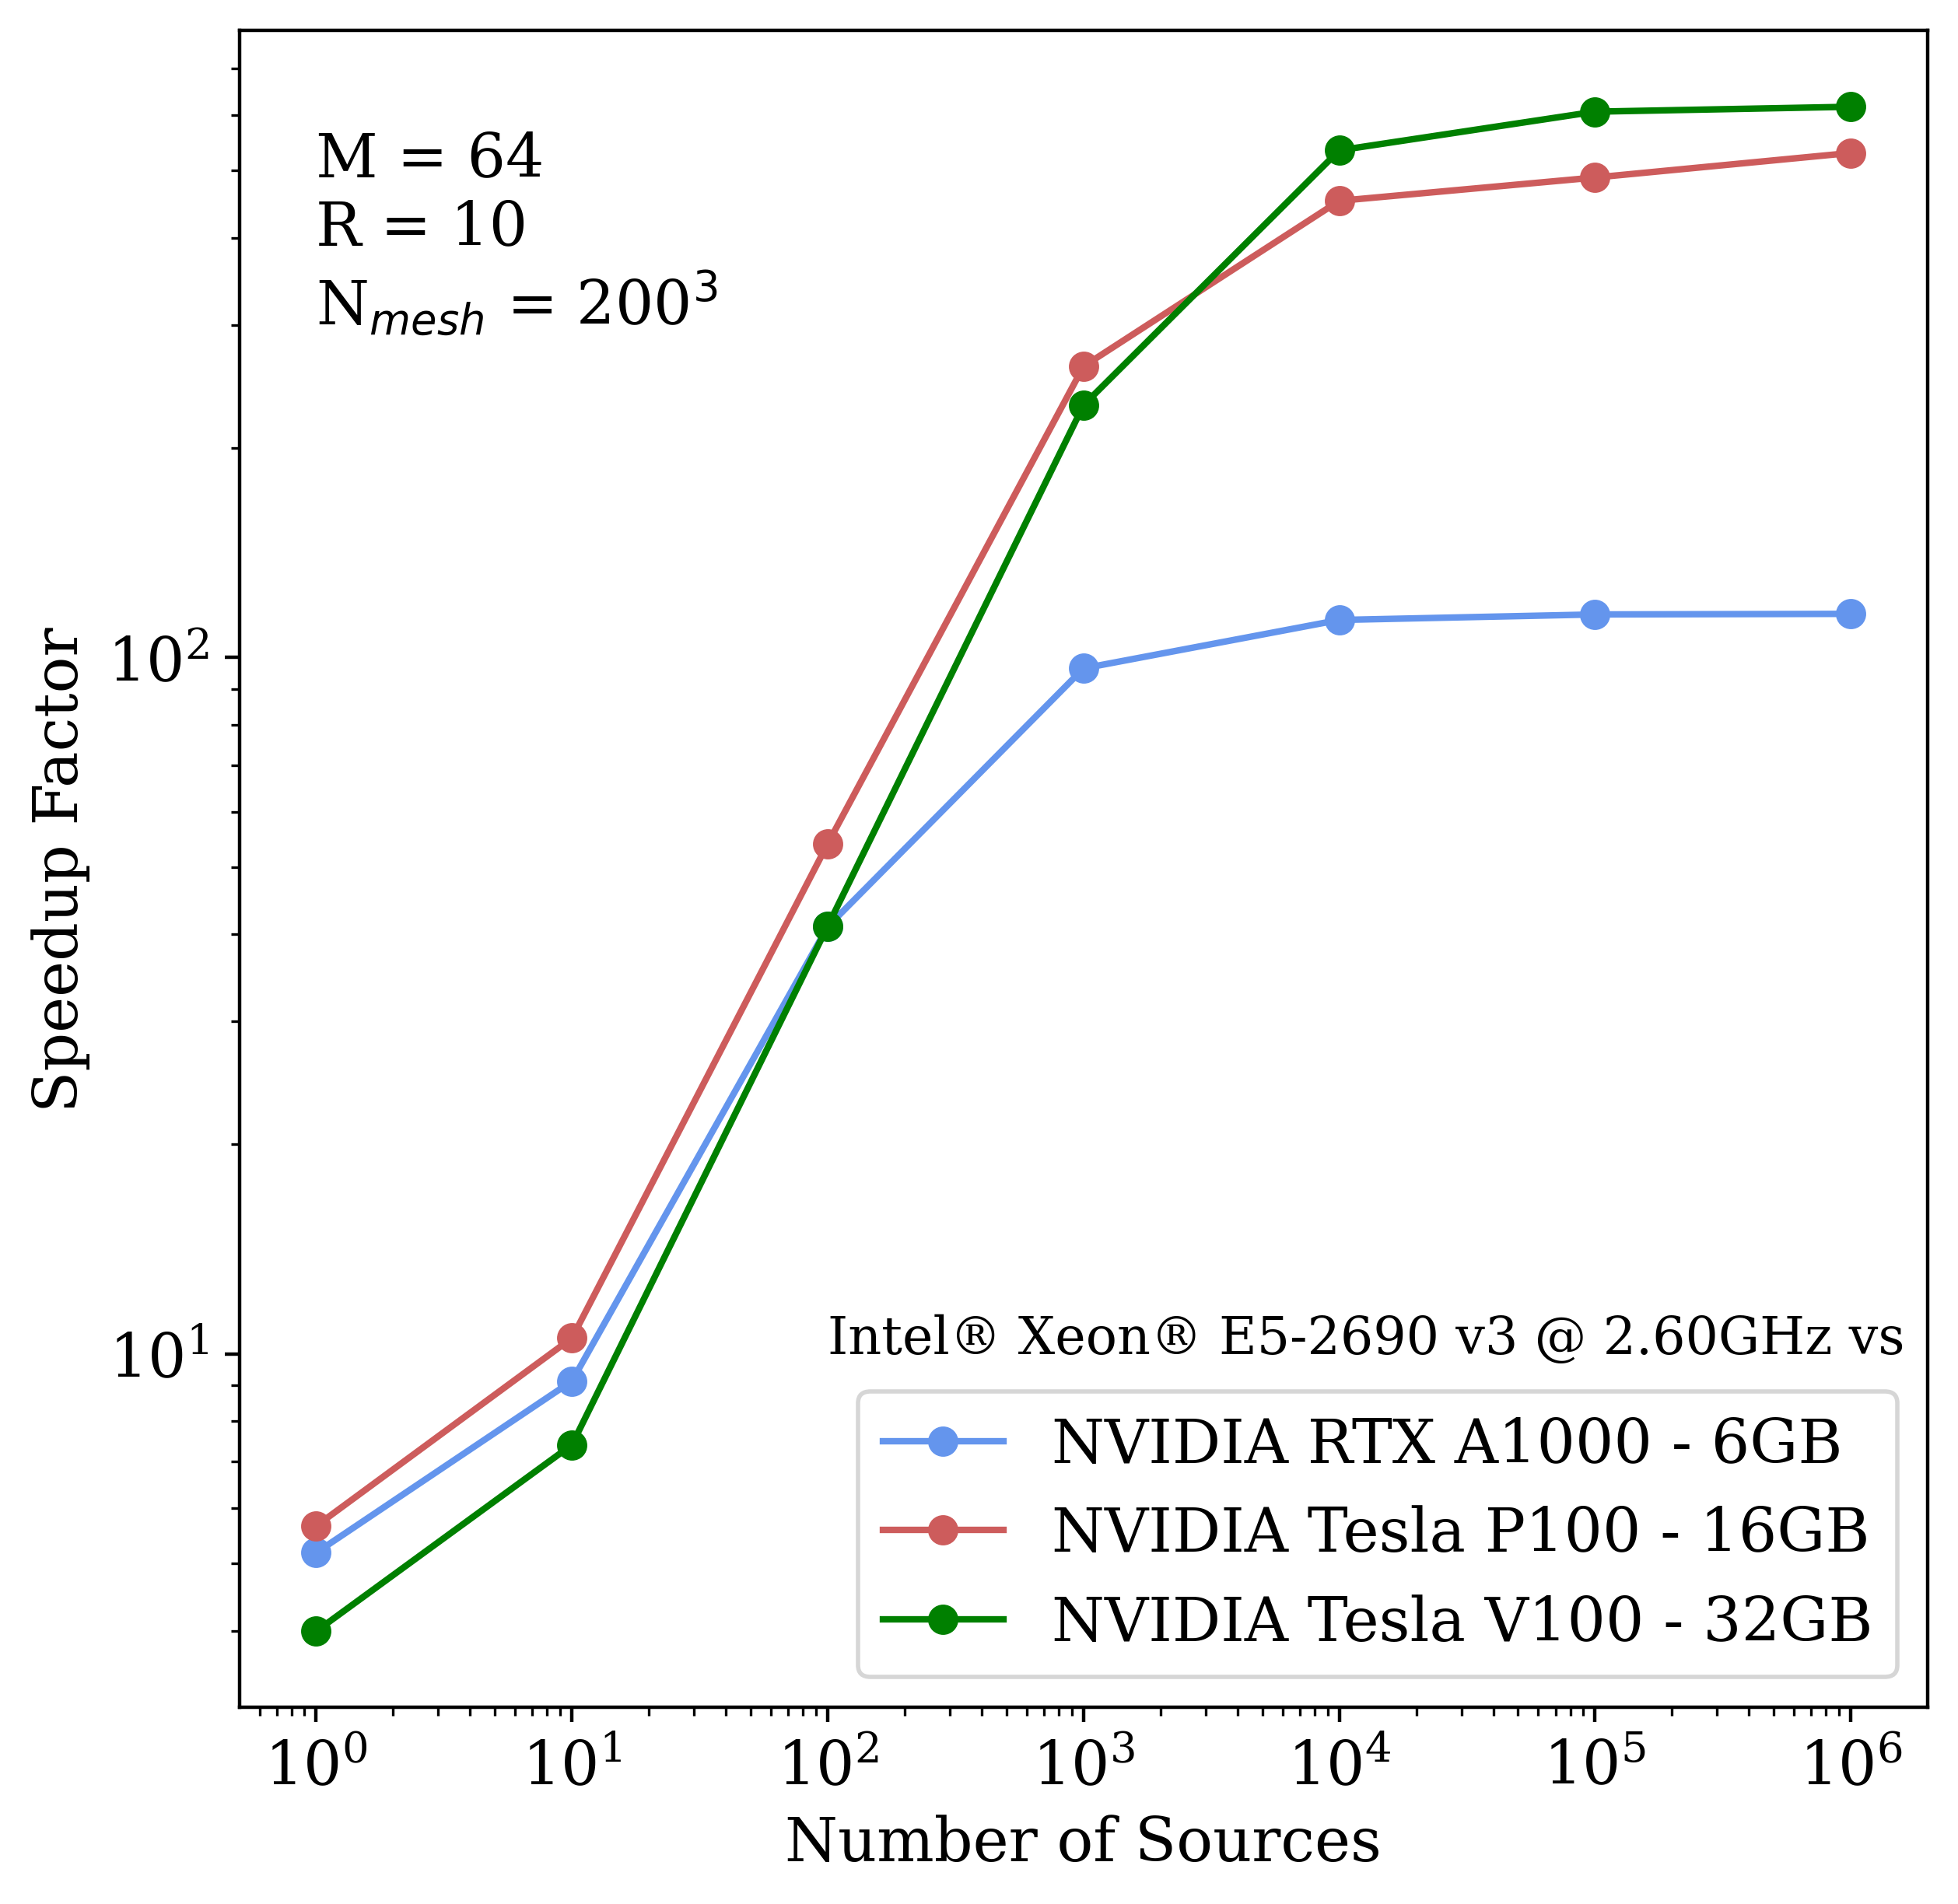 M = 64
R = 10
N_mesh = 200³
10²
10¹
Speedup Factor
Intel® Xeon® E5-2690 v3 @ 2.60GHz vs
NVIDIA RTX A1000 - 6GB
NVIDIA Tesla P100 - 16GB
NVIDIA Tesla V100 - 32GB
10⁰ 10¹ 10² 10³ 10⁴ 10⁵ 10⁶
Number of Sources